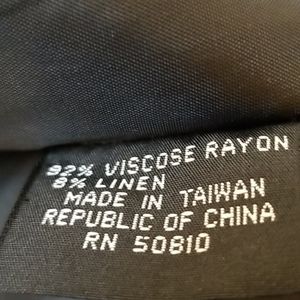 92% VISCOSE RAYON
8% LINEN
MADE IN TAIWAN
REPUBLIC OF CHINA
RN 50810